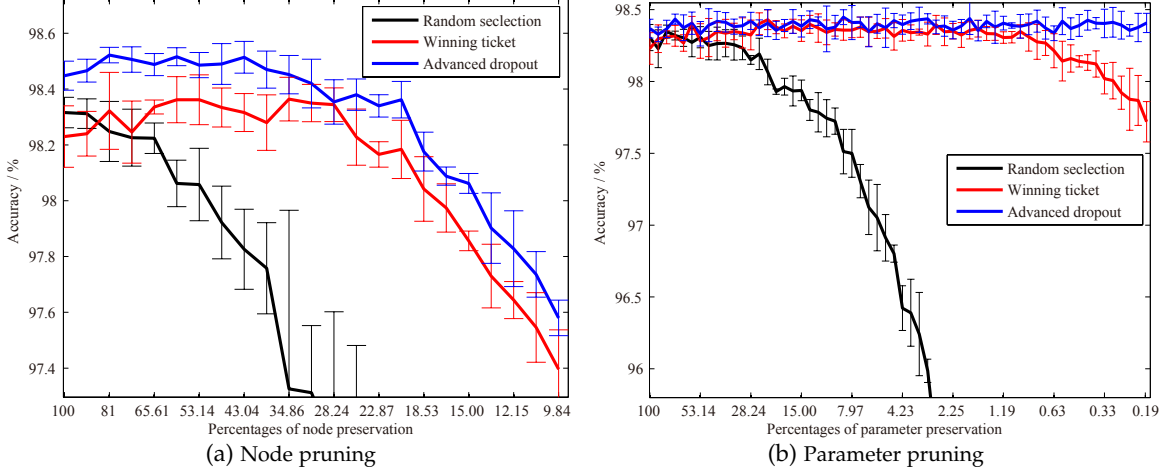 98.6
98.4
98.2
98
97.8
97.6
97.4
Accuracy / %
Random seclection
Winning ticket
Advanced dropout
100 81 65.61 53.14 43.04 34.86 28.24 22.87 18.53 15.00 12.15 9.84
Percentages of node preservation
(a) Node pruning
98.5
98
97.5
97
96.5
96
Accuracy / %
Random seclection
Winning ticket
Advanced dropout
100 53.14 28.24 15.00 7.97 4.23 2.25 1.19 0.63 0.33 0.19
Percentages of parameter preservation
(b) Parameter pruning